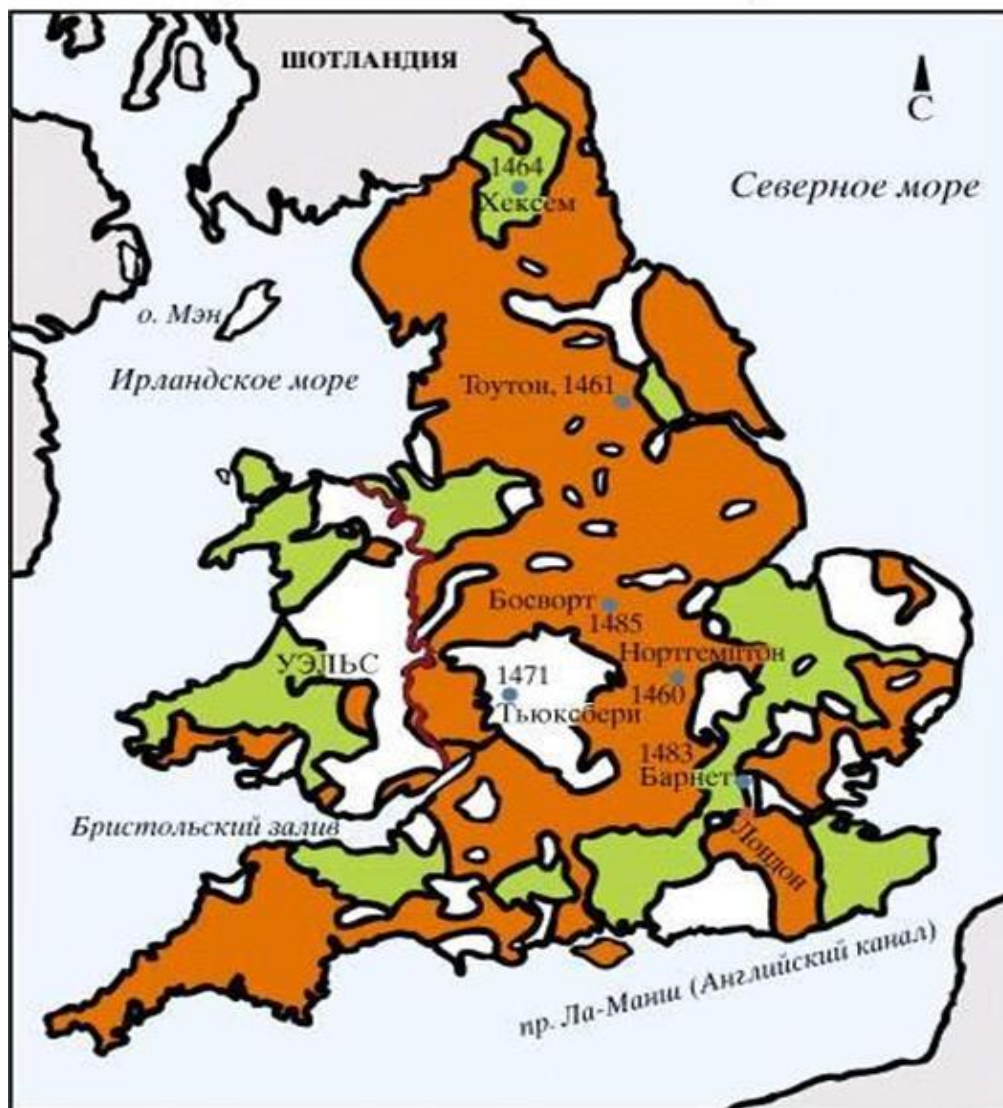 ШОТЛАНДИЯ
С
1464
Хексем
Северное море
о. Мэн
Ирландское море
Тоутон, 1461
Босворт
1485
Нортгемптон
УЭЛЬС
1471
1460
Тьюксбери
1483
Барнет
Бристольский залив
Лондон
пр. Ла-Манш (Английский канал)